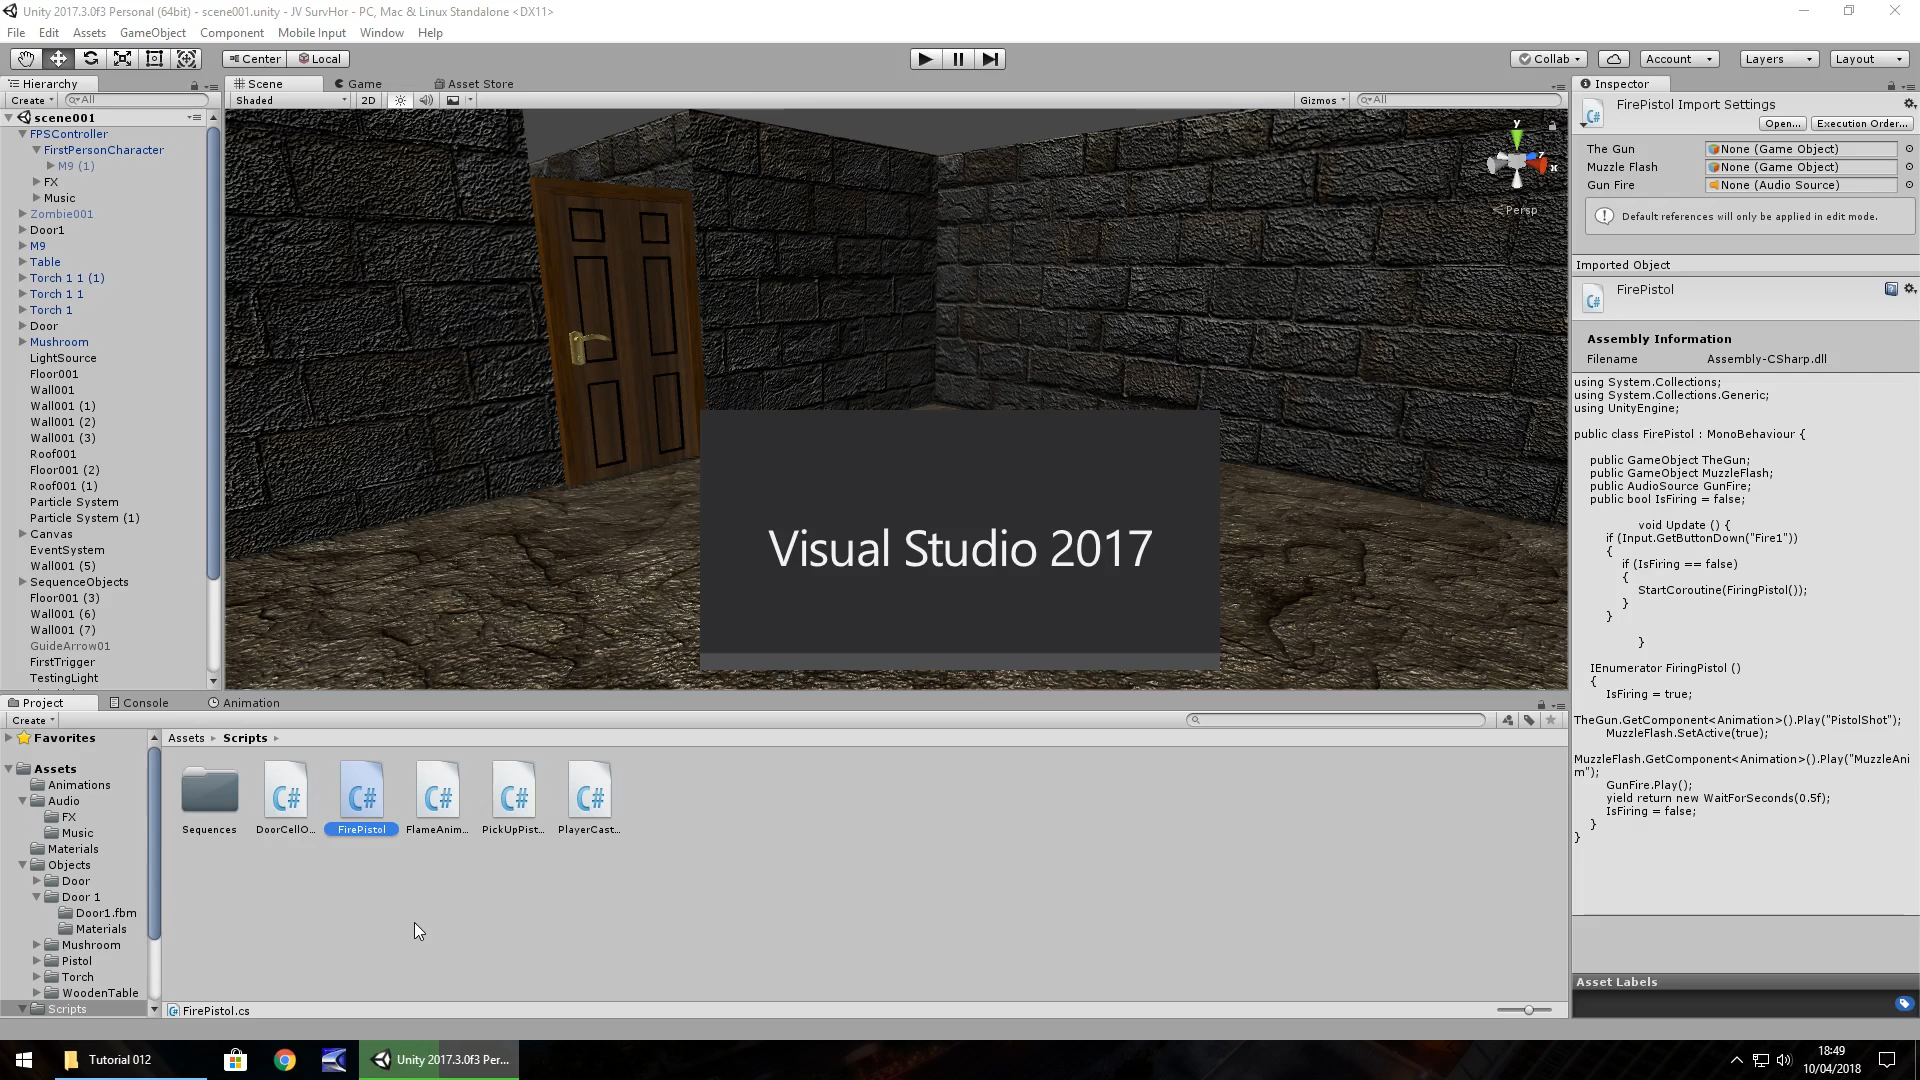 Unity 2017.3.0f3 Personal (64bit) - scene001.unity - JV SurvHor - PC, Mac & Linux Standalone <DX11>
File Edit Assets GameObject Component Mobile Input Window Help
Center Local Collab Account Layers Layout
Hierarchy
Create All
scene001
FPSController
FirstPersonCharacter
M9 (1)
FX
Music
Zombie001
Door1
M9
Table
Torch 1 1 (1)
Torch 1 1
Torch 1
Door
Mushroom
LightSource
Floor001
Wall001
Wall001 (1)
Wall001 (2)
Wall001 (3)
Roof001
Floor001 (2)
Roof001 (1)
Particle System
Particle System (1)
Canvas
EventSystem
Wall001 (5)
SequenceObjects
Floor001 (3)
Wall001 (6)
Wall001 (7)
GuideArrow01
FirstTrigger
TestingLight
Scene Game Asset Store
Shaded 2D Gizmos All
y
z
x
Persp
Visual Studio 2017
Inspector
FirePistol Import Settings
Open... Execution Order...
The Gun None (Game Object)
Muzzle Flash None (Game Object)
Gun Fire None (Audio Source)
Default references will only be applied in edit mode.
Imported Object
FirePistol
Assembly Information
Filename Assembly-CSharp.dll
using System.Collections;
using System.Collections.Generic;
using UnityEngine;
public class FirePistol : MonoBehaviour {
public GameObject TheGun;
public GameObject MuzzleFlash;
public AudioSource GunFire;
public bool IsFiring = false;
void Update () {
if (Input.GetButtonDown("Fire1"))
{
if (IsFiring == false)
{
StartCoroutine(FiringPistol());
}
}
}
IEnumerator FiringPistol ()
{
IsFiring = true;
TheGun.GetComponent<Animation>().Play("PistolShot");
MuzzleFlash.SetActive(true);
MuzzleFlash.GetComponent<Animation>().Play("MuzzleAni
m");
GunFire.Play();
yield return new WaitForSeconds(0.5f);
IsFiring = false;
}
}
Asset Labels
Project Console Animation
Create
Favorites
Assets
Animations
Audio
FX
Music
Materials
Objects
Door
Door 1
Door1.fbm
Materials
Mushroom
Pistol
Torch
WoodenTable
Scripts
Assets Scripts
C# C# C# C# C#
Sequences DoorCellO... FirePistol FlameAnim... PickUpPist... PlayerCast...
FirePistol.cs
Tutorial 012
Unity 2017.3.0f3 Per...
18:49
10/04/2018